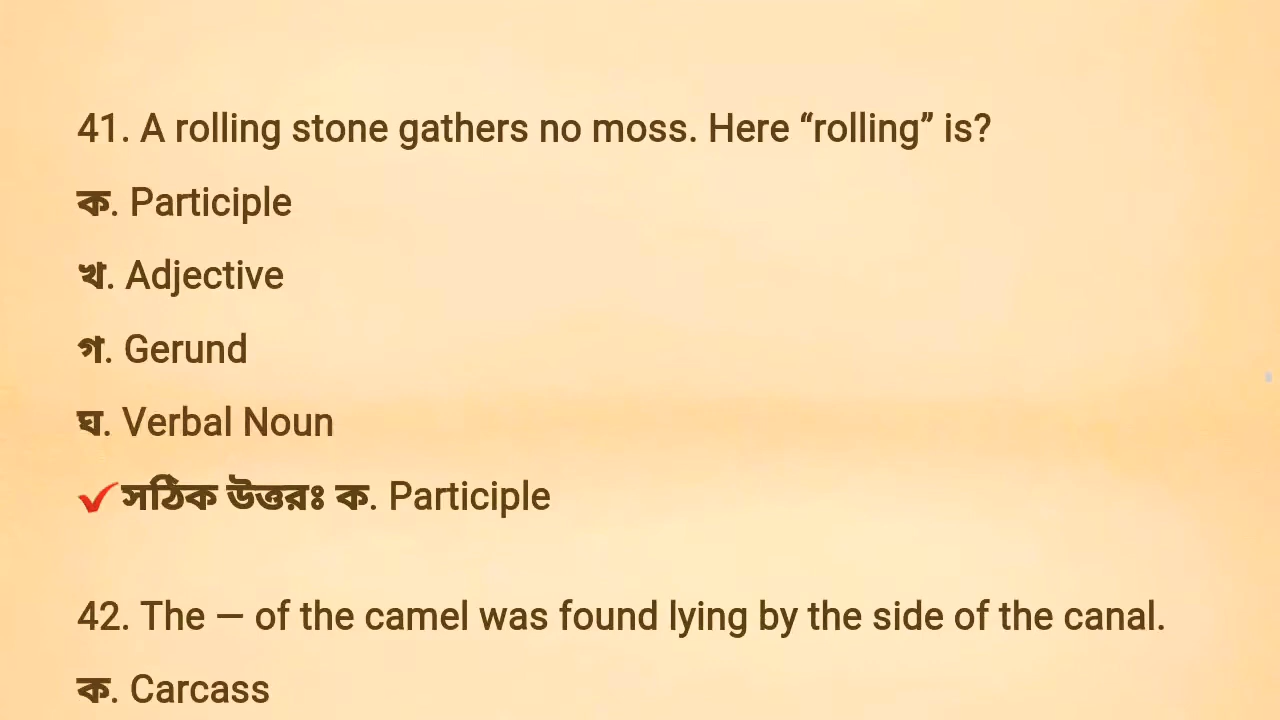 41. A rolling stone gathers no moss. Here “rolling” is?
ক. Participle
খ. Adjective
গ. Gerund
ঘ. Verbal Noun
✓সঠিক উত্তরঃ ক. Participle
42. The — of the camel was found lying by the side of the canal.
ক. Carcass